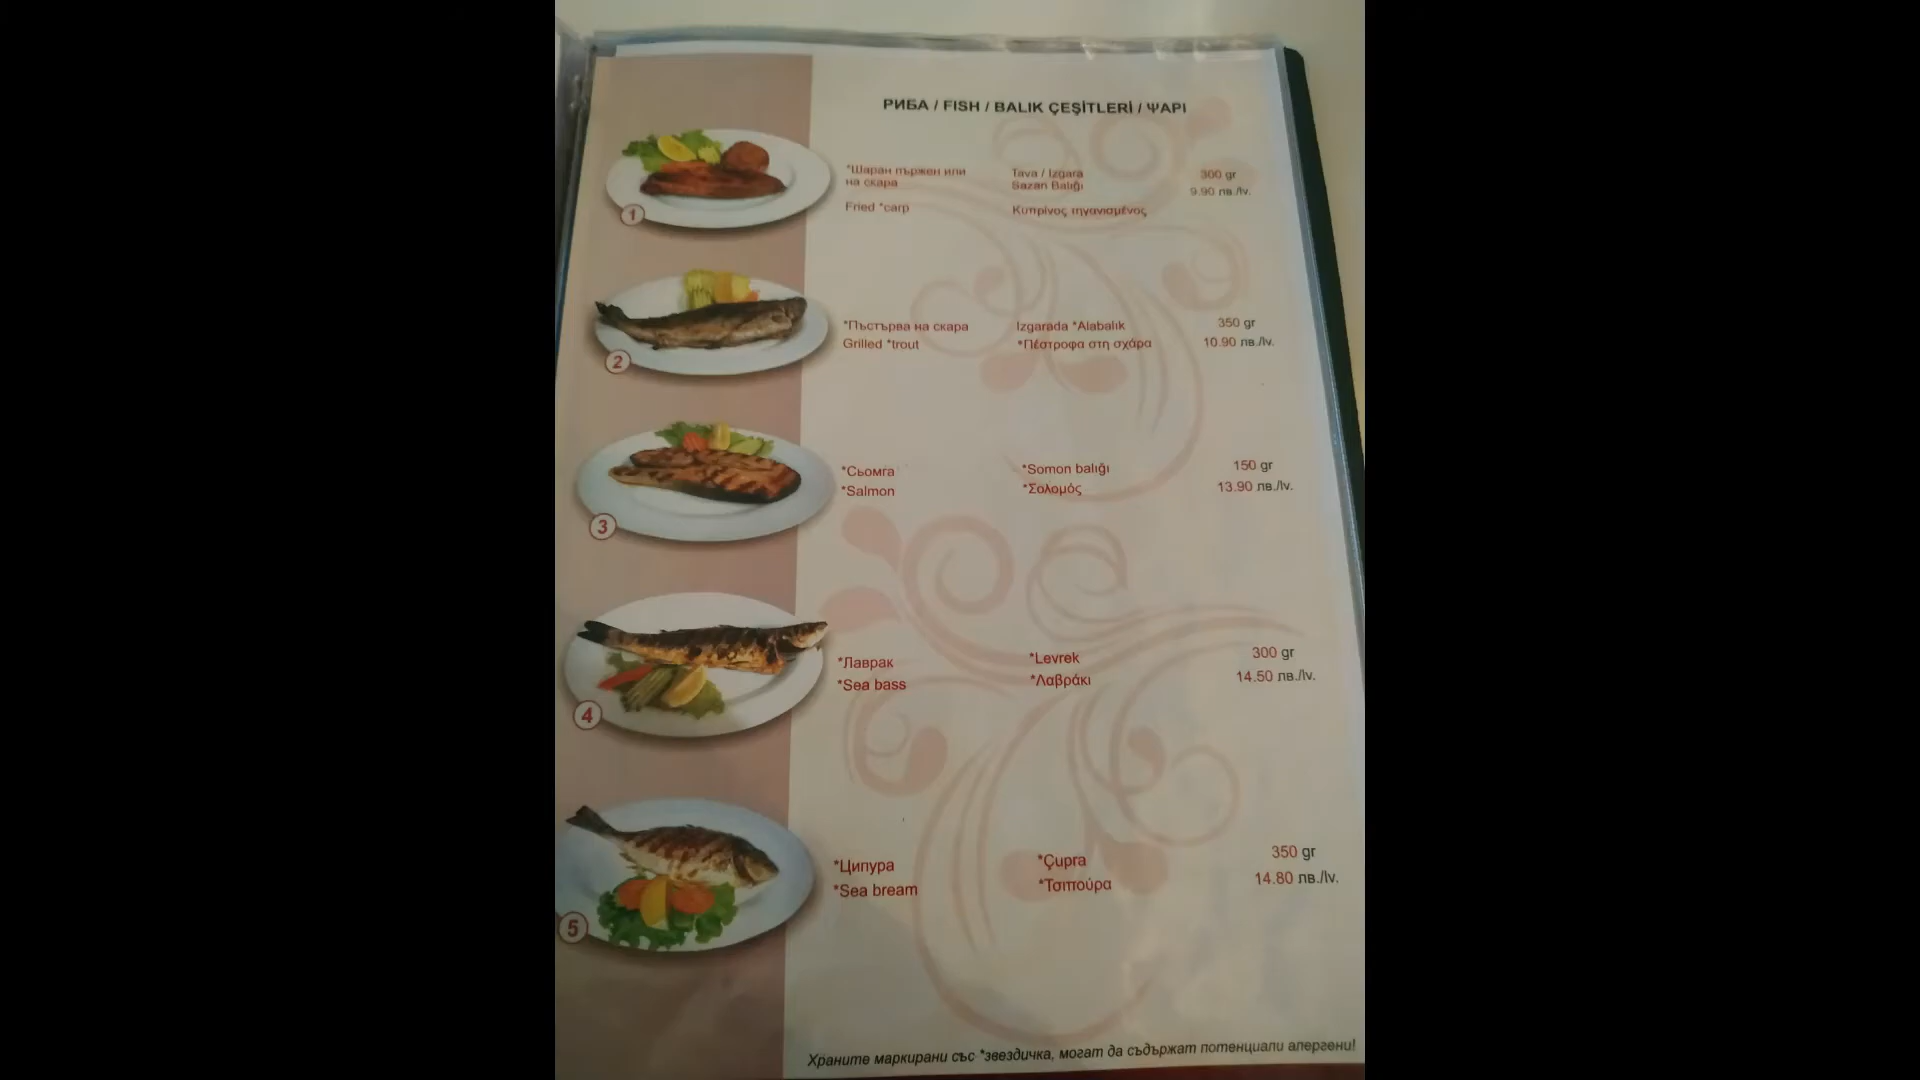 РИБА / FISH / BALIK ÇEŞİTLERİ / ΨΑΡΙ
*Шаран пържен или
на скара
Fried *carp
Tava / Izgara
Sazan Balığı
Κυπρίνος τηγανισμένος
300 gr
9.90 лв./lv.
1
*Пъстърва на скара
Grilled *trout
Izgarada *Alabalık
*Πέστροφα στη σχάρα
350 gr
10.90 лв./lv.
2
*Сьомга
*Salmon
*Somon balığı
*Σολομός
150 gr
13.90 лв./lv.
3
*Лаврак
*Sea bass
*Levrek
*Λαβράκι
300 gr
14.50 лв./lv.
4
*Ципура
*Sea bream
*Çupra
*Τσιπούρα
350 gr
14.80 лв./lv.
5
Храните маркирани със *звездичка, могат да съдържат потенциали алергени!